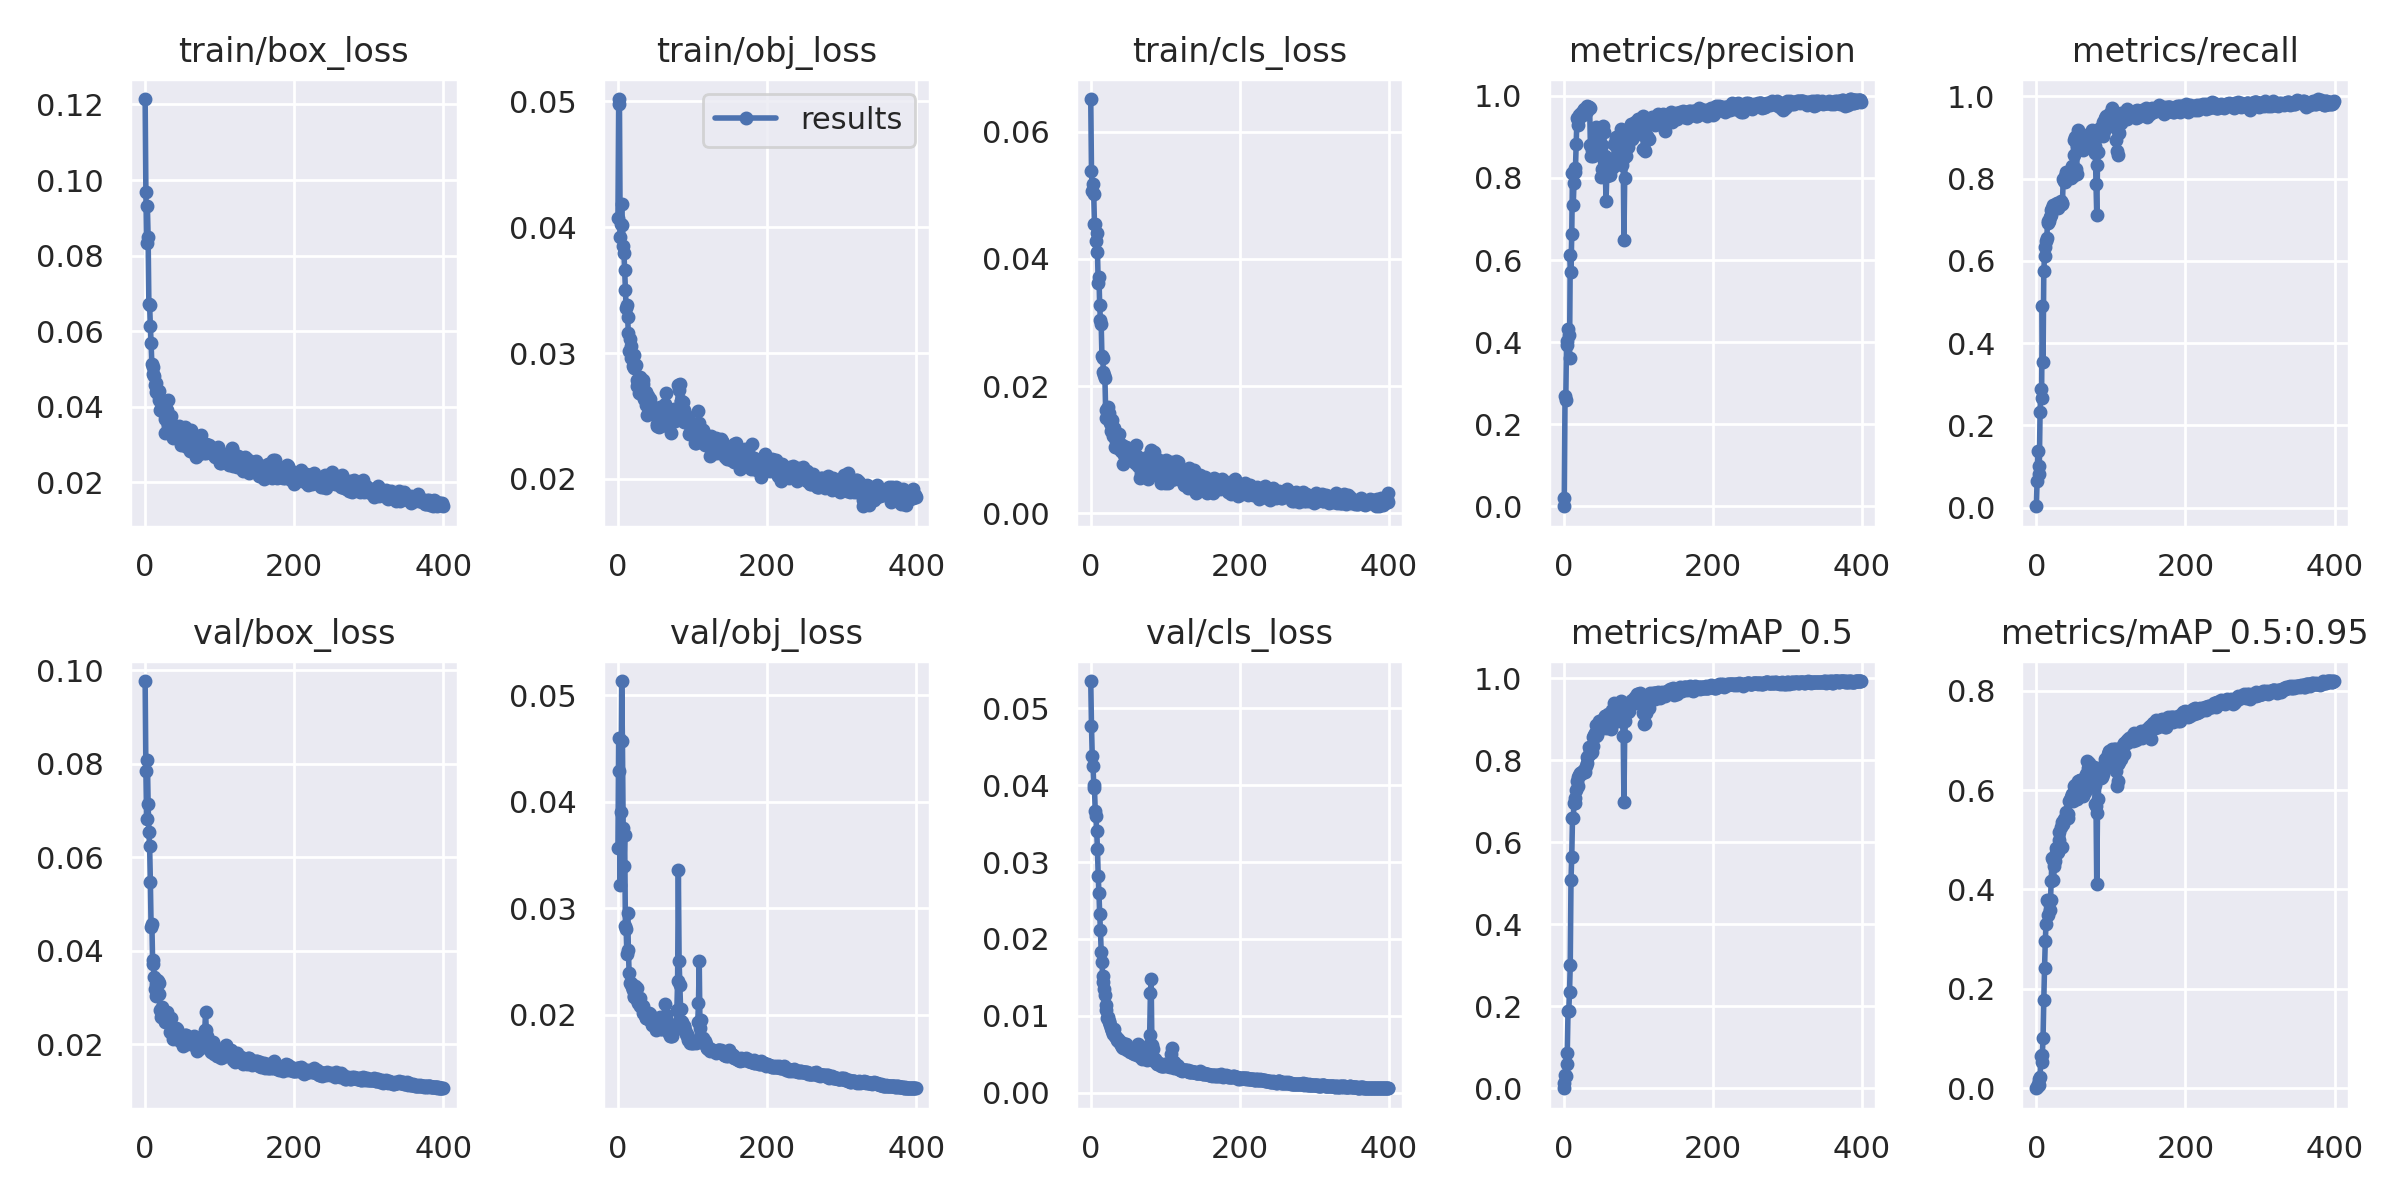 train/box_loss
0.12
0.10
0.08
0.06
0.04
0.02
0 200 400
train/obj_loss
results
0.05
0.04
0.03
0.02
0 200 400
train/cls_loss
0.06
0.04
0.02
0.00
0 200 400
metrics/precision
1.0
0.8
0.6
0.4
0.2
0.0
0 200 400
metrics/recall
1.0
0.8
0.6
0.4
0.2
0.0
0 200 400
val/box_loss
0.10
0.08
0.06
0.04
0.02
0 200 400
val/obj_loss
0.05
0.04
0.03
0.02
0 200 400
val/cls_loss
0.05
0.04
0.03
0.02
0.01
0.00
0 200 400
metrics/mAP_0.5
1.0
0.8
0.6
0.4
0.2
0.0
0 200 400
metrics/mAP_0.5:0.95
0.8
0.6
0.4
0.2
0.0
0 200 400